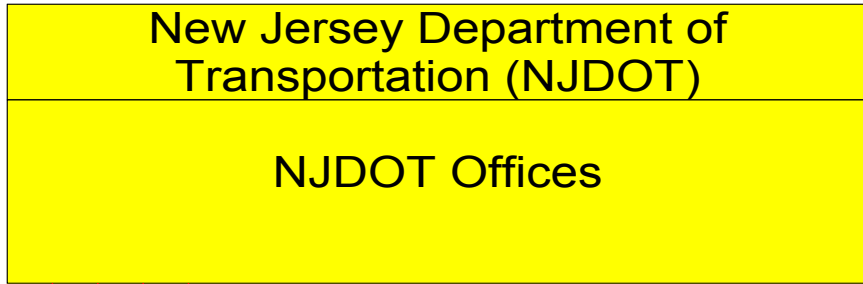 New Jersey Department of
Transportation (NJDOT)
NJDOT Offices